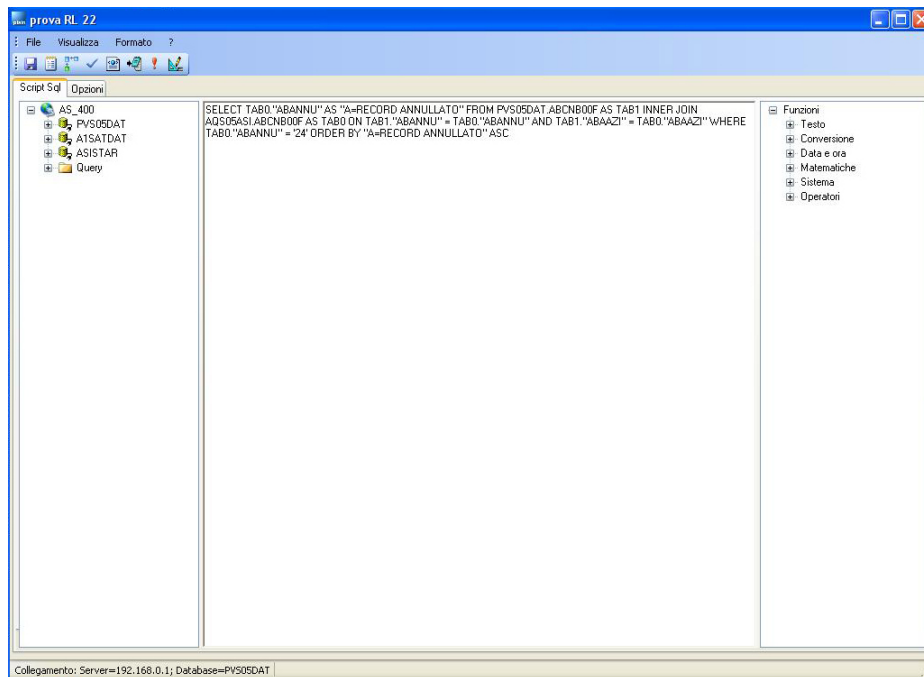 prova RL 22
File Visualizza Formato ?
Script Sql Opzioni
AS_400
PVS05DAT
A1SATDAT
ASISTAR
Query
SELECT TAB0."ABANNU" AS "A=RECORD ANNULLATO" FROM PVS05DAT.ABCNB00F AS TAB1 INNER JOIN
AQS05ASI.ABCNB00F AS TAB0 ON TAB1."ABANNU" = TAB0."ABANNU" AND TAB1."ABAAZI" = TAB0."ABAAZI" WHERE
TAB0."ABANNU" = '24' ORDER BY "A=RECORD ANNULLATO" ASC
Funzioni
Testo
Conversione
Data e ora
Matematiche
Sistema
Operatori
Collegamento: Server=192.168.0.1; Database=PVS05DAT